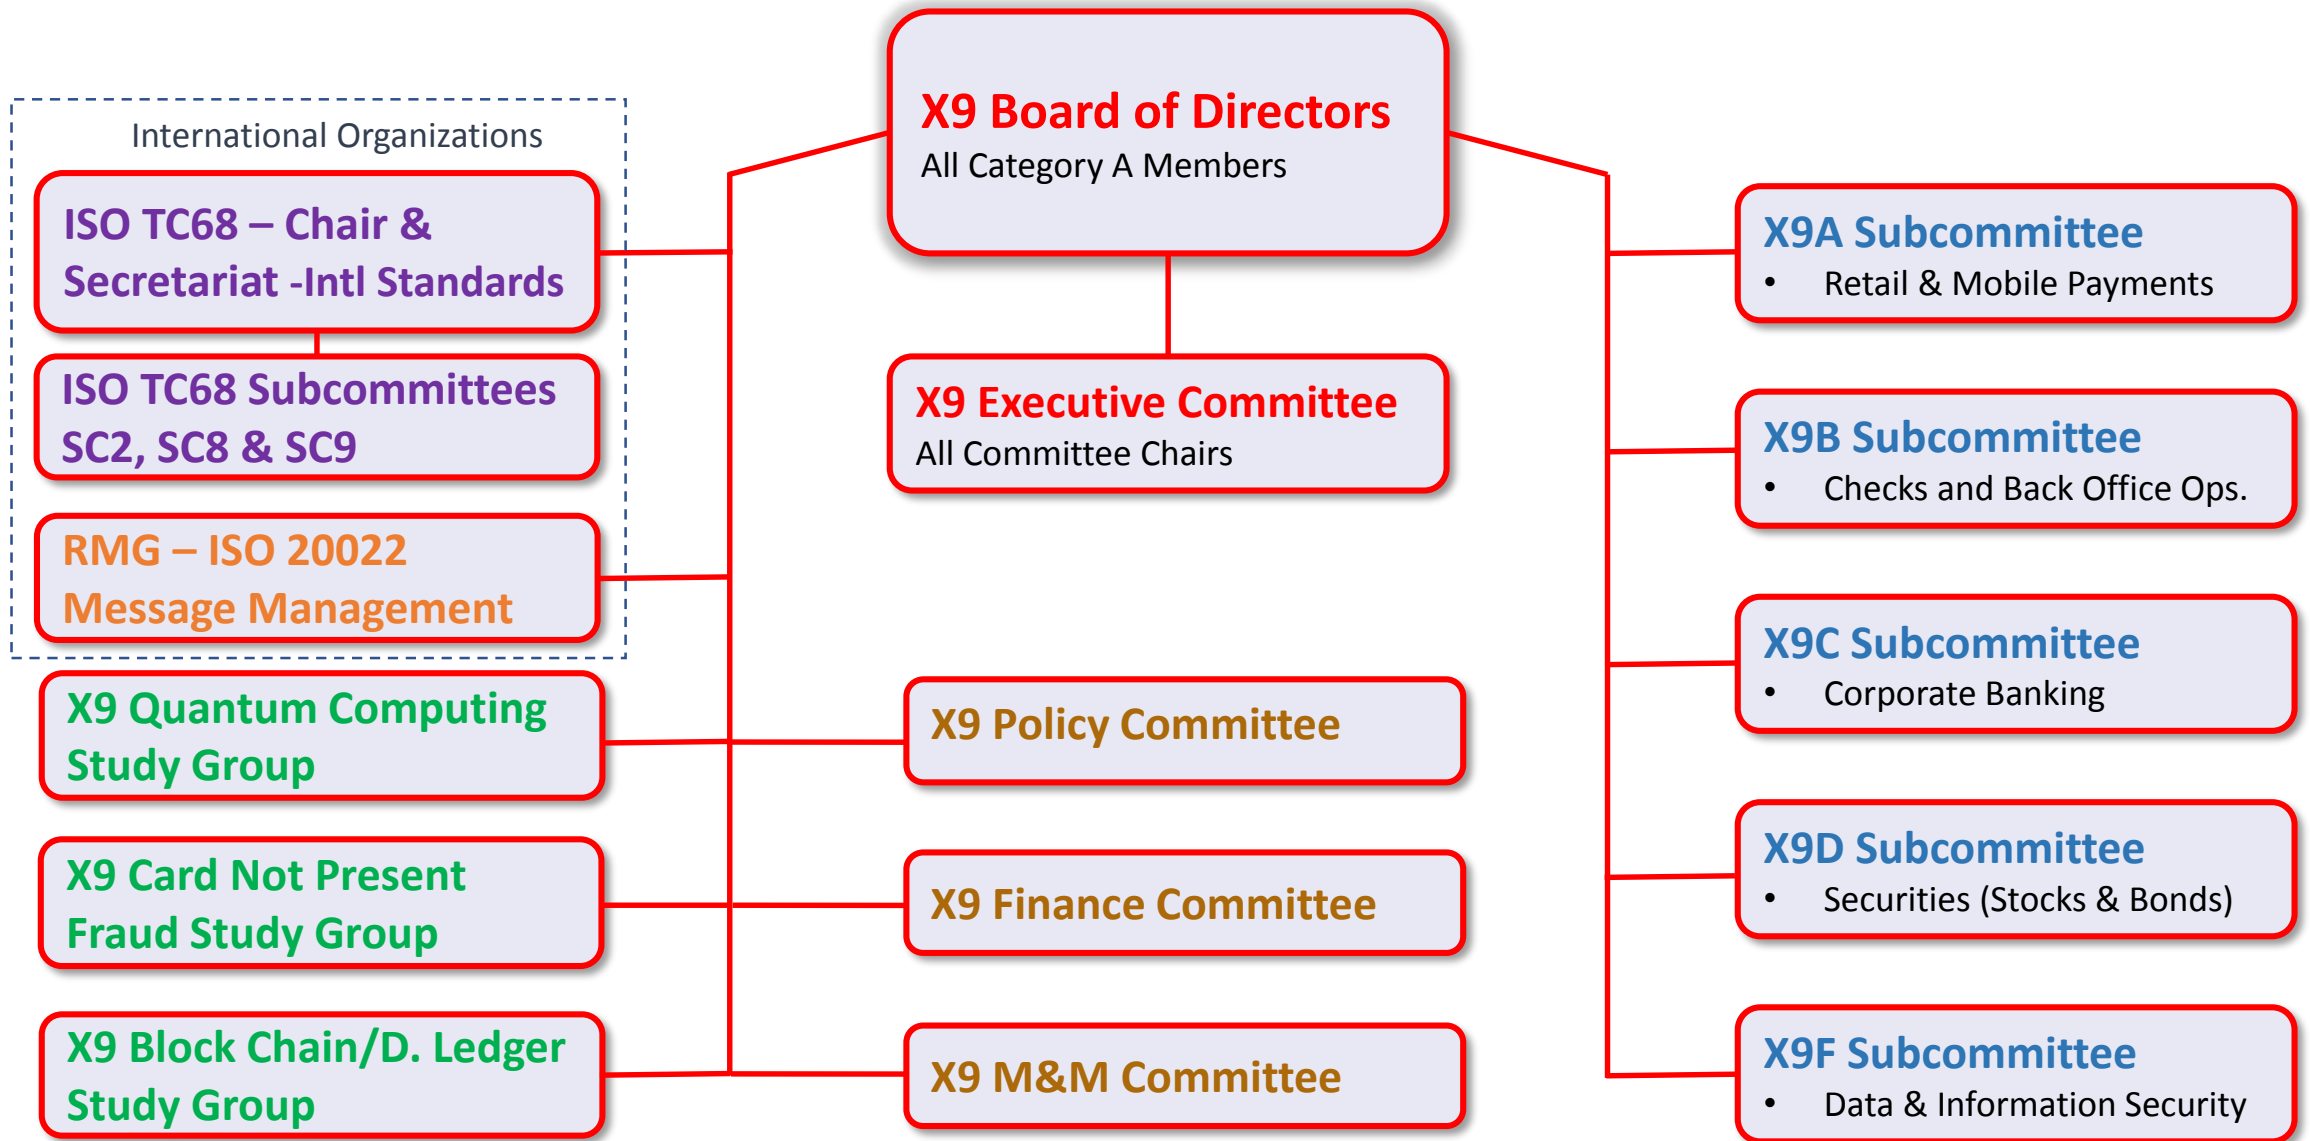 X9 Board of Directors
All Category A Members
International Organizations
ISO TC68 – Chair &
Secretariat -Intl Standards
ISO TC68 Subcommittees
SC2, SC8 & SC9
RMG – ISO 20022
Message Management
X9 Quantum Computing
Study Group
X9 Card Not Present
Fraud Study Group
X9 Block Chain/D. Ledger
Study Group
X9 Executive Committee
All Committee Chairs
X9 Policy Committee
X9 Finance Committee
X9 M&M Committee
X9A Subcommittee
• Retail & Mobile Payments
X9B Subcommittee
• Checks and Back Office Ops.
X9C Subcommittee
• Corporate Banking
X9D Subcommittee
• Securities (Stocks & Bonds)
X9F Subcommittee
• Data & Information Security